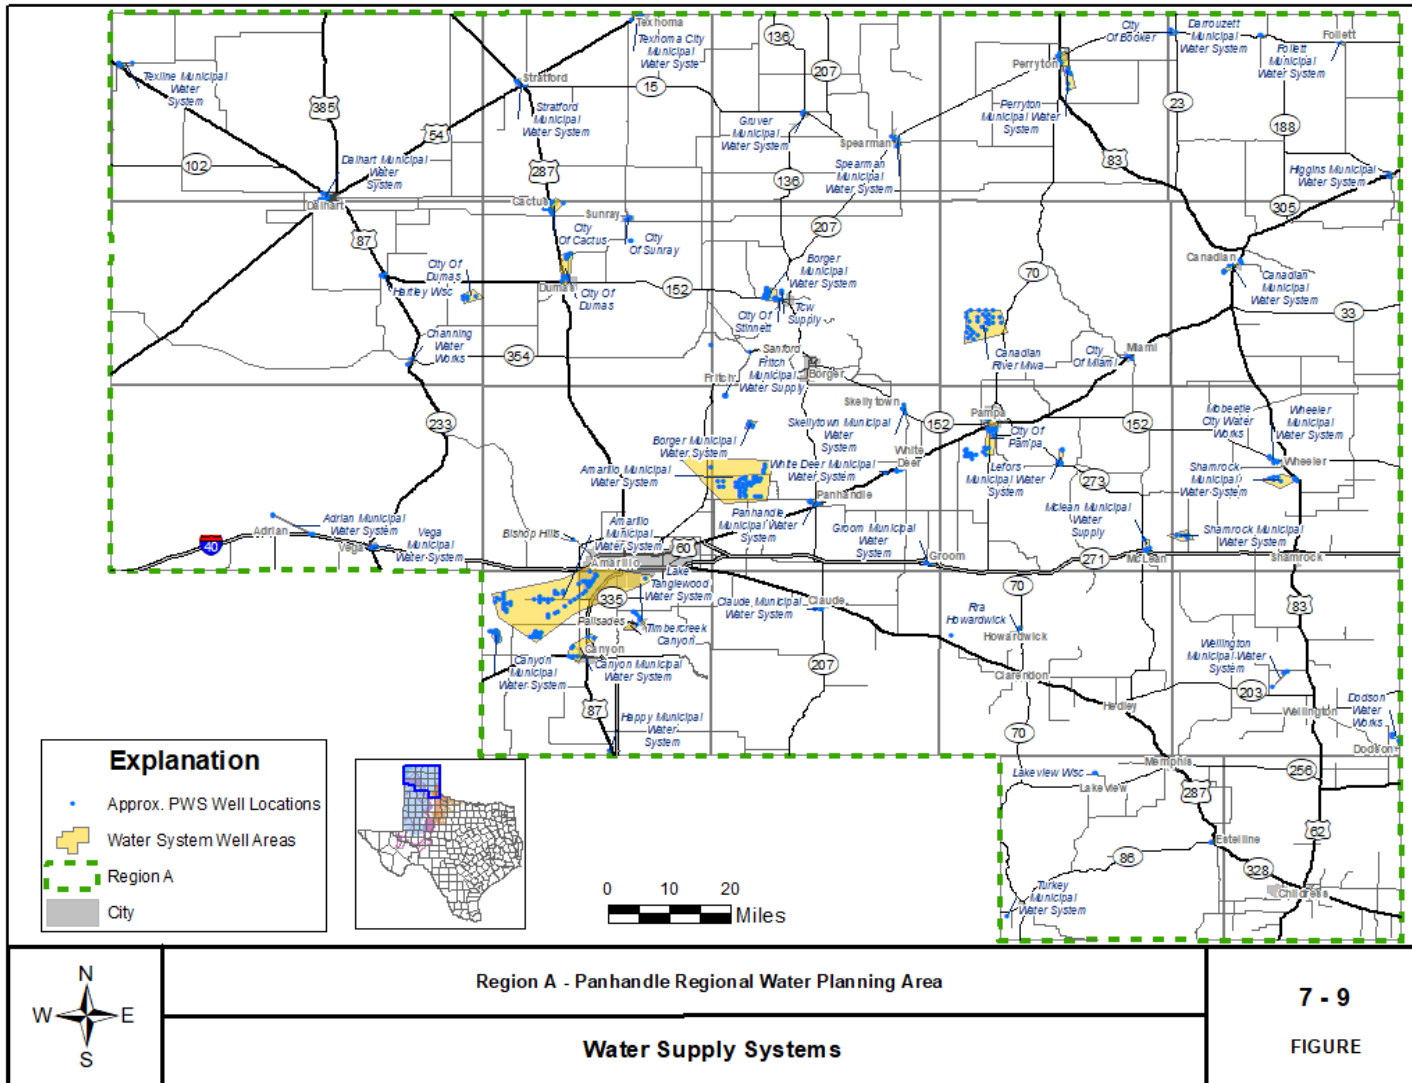 Texhoma
Texhoma City
Municipal
Water Syste
136
207
City
Of Booker
Darrouzett
Municipal
Water System
Follett
Follett
Municipal
Water System
Perryton
Texline Municipal
Water
System
Stratford
15
385
54
Stratford
Municipal
Water System
Gruver
Municipal
Water System
Spearman
Perryton
Municipal Water
System
23
188
83
102
Dalhart Municipal
Water
System
287
136
Spearman
Municipal
Water System
Higgins Municipal
Water System
305
Dalhart
Cactus
Sunray
City
Of Cactus
City
Of Sunray
207
87
City Of
Dumas
Hartley Wsc
Dumas
City Of
Dumas
152
Borger
Municipal
Water System
City Of
Stinnett
Tcw
Supply
70
Canadian
Canadian
Municipal
Water System
33
Channing
Water
Works
354
Sanford
Fritch
Fritch
Municipal
Water Supply
Borger
Canadian
River Mwa
City
Of Miami
Miami
233
Skellytown
Skellytown Municipal
Water
System
152
Pampa
City Of
Pampa
152
Mobeetie
City Water
Works
Wheeler
Municipal
Water System
Borger Municipal
Water System
Amarillo Municipal
Water System
White Deer Municipal
Water System
White
Deer
Lefors
Municipal Water
System
273
Shamrock
Municipal
Water System
Wheeler
Panhandle
Panhandle
Municipal Water
System
Mclean Municipal
Water
Supply
Adrian
Adrian Municipal
Water System
Vega
Vega
Municipal
Water System
40
Bishop Hills
Amarillo
Municipal
Water System
60
Groom Municipal
Water
System
Groom
271
McLean
Shamrock Municipal
Water System
Shamrock
Amarillo
Lake
Tanglewood
Water System
335
Palisades
Timbercreek
Canyon
Claude Municipal
Water System
Claude
70
Rra
Howardwick
Howardwick
83
Canyon
Canyon
Municipal
Water System
Canyon Municipal
Water System
207
Clarendon
Wellington
Municipal Water
System
203
87
Happy Municipal
Water
System
Hedley
70
Wellington
Dodson
Water
Works
Dodson
Memphis
256
Lakeview Wsc
Lakeview
287
62
Estelline
86
328
Turkey
Municipal
Water System
Childress
Explanation
Approx. PWS Well Locations
Water System Well Areas
Region A
City
0 10 20
Miles
N
W E
S
Region A - Panhandle Regional Water Planning Area
Water Supply Systems
7 - 9
FIGURE